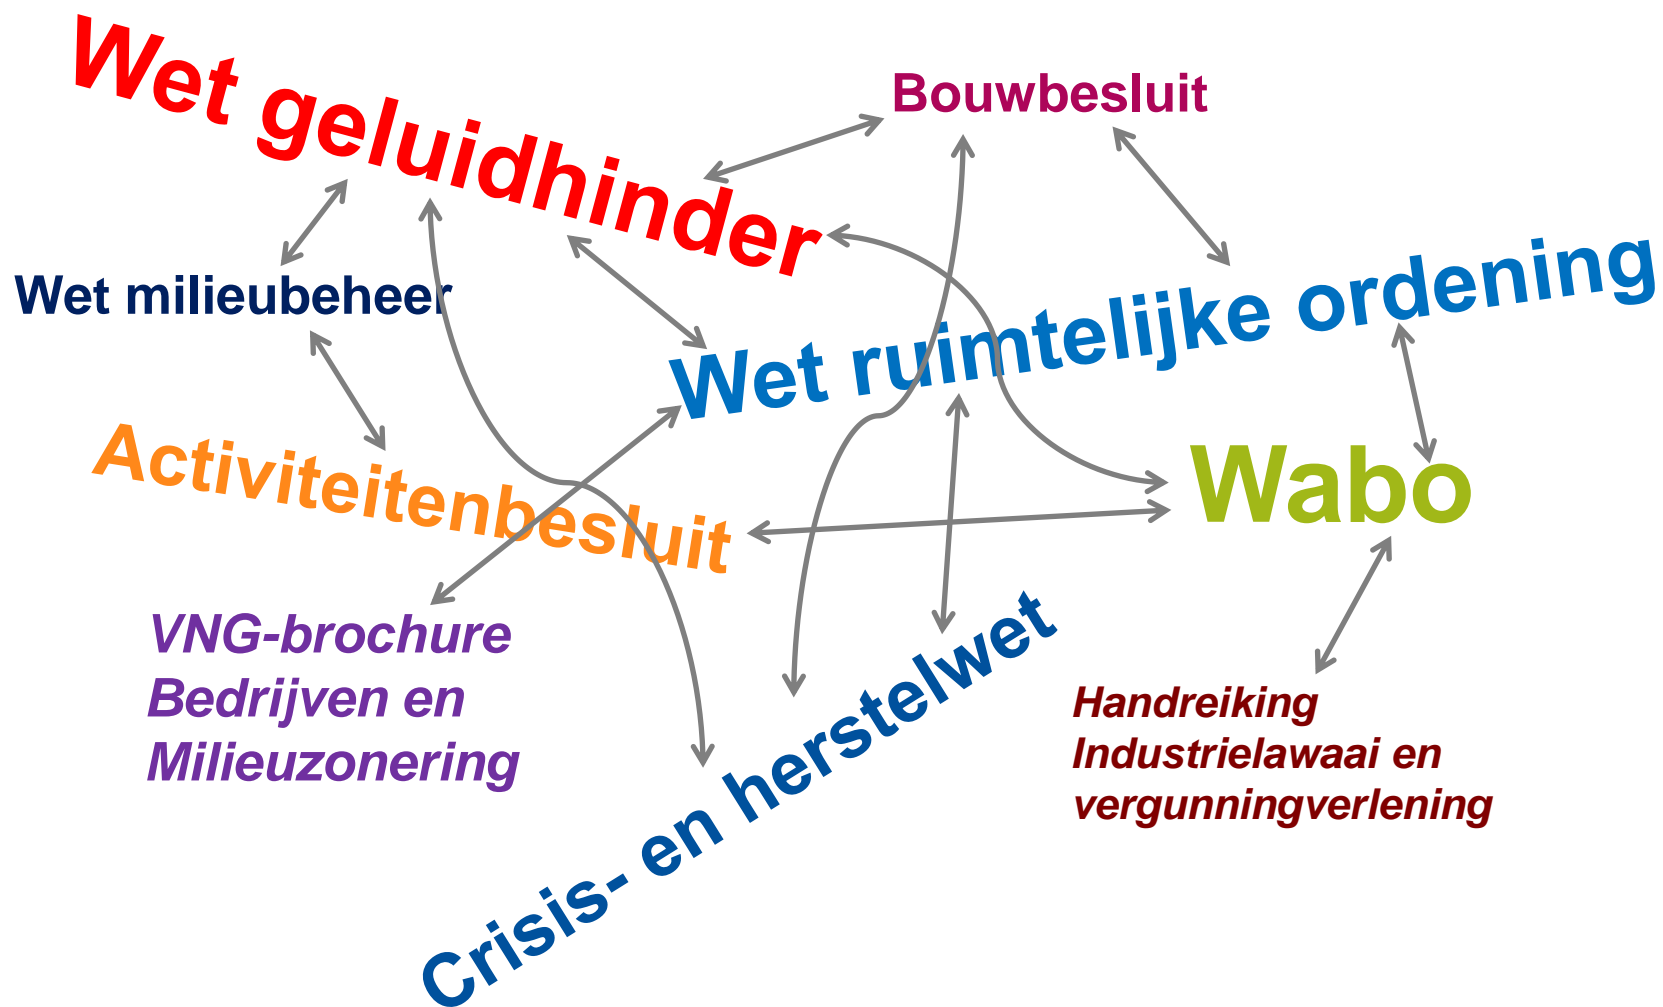 Wet geluidhinder
Bouwbesluit
Wet milieubeheer
Wet ruimtelijke ordening
Activiteitenbesluit
Wabo
VNG-brochure
Bedrijven en
Milieuzonering
Crisis- en herstelwet
Handreiking
Industrielawaai en
vergunningverlening